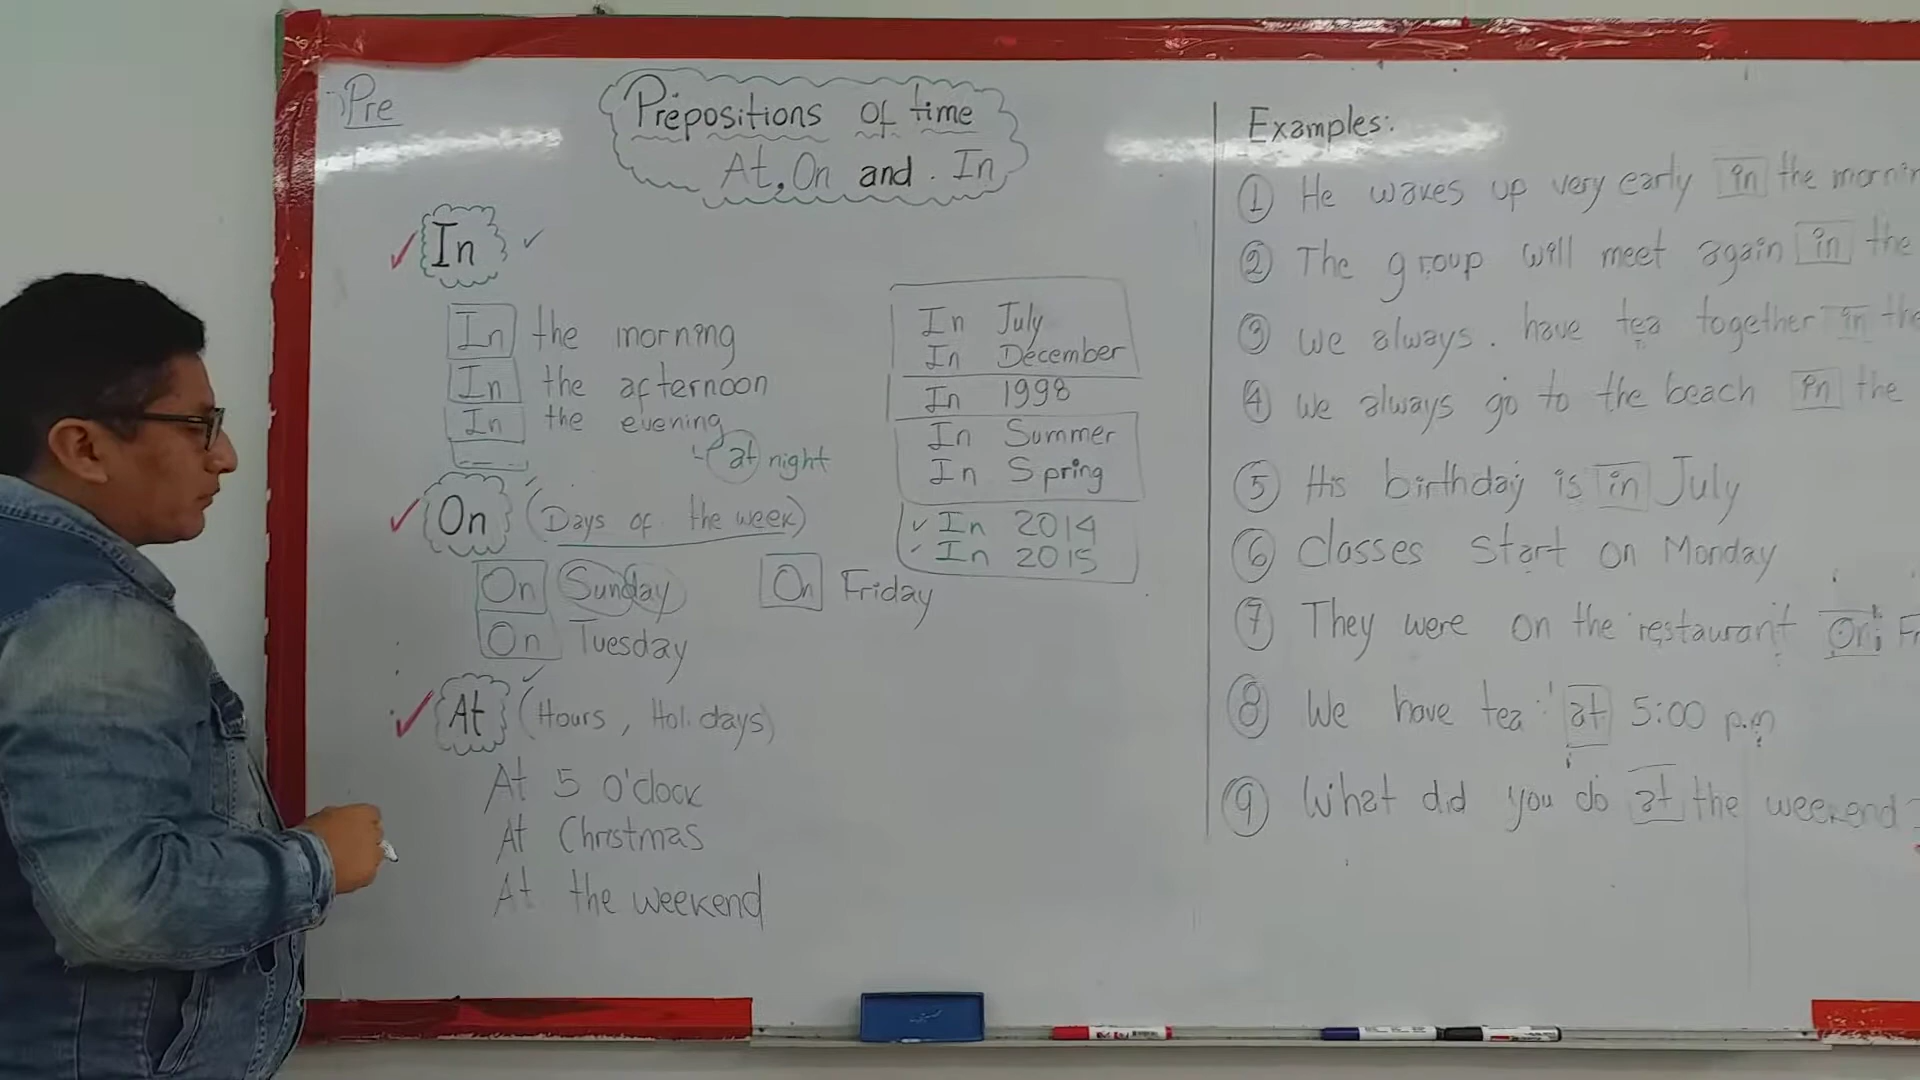 Pre
Prepositions of time
At, On and . In
In
In the morning
In the afternoon
In the evening
at night
In July
In December
In 1998
In Summer
In Spring
In 2014
In 2015
On (Days of the week)
On Sunday
On Friday
On Tuesday
At (Hours, Holidays)
At 5 O'clock
At Christmas
At the weekend
Examples:
1 He wakes up very early in the mornin
2 The group will meet again in the
3 We always . have tea together in the
4 We always go to the beach in the
5 His birthday is in July
6 Classes start on Monday
7 They were on the restaurant on Fr
8 We have tea at 5:00 p.m
9 What did you do at the weekend?